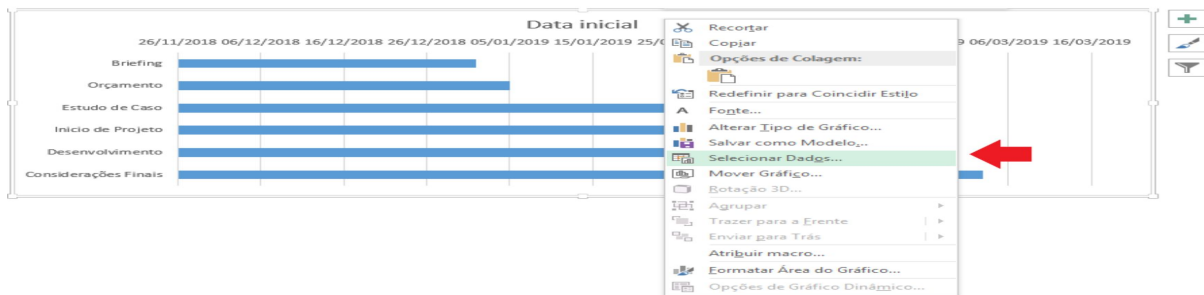 Data inicial
26/11/2018 06/12/2018 16/12/2018 26/12/2018 05/01/2019 15/01/2019 06/03/2019 16/03/2019
Briefing
Orçamento
Estudo de Caso
Inicio de Projeto
Desenvolvimento
Considerações Finais
Recortar
Copiar
Opções de Colagem:
Redefinir para Coincidir Estilo
Fonte...
Alterar Tipo de Gráfico...
Salvar como Modelo...
Selecionar Dados...
Mover Gráfico...
Rotação 3D...
Agrupar
Trazer para a Frente
Enviar para Trás
Atribuir macro...
Formatar Área do Gráfico...
Opções de Gráfico Dinâmico...